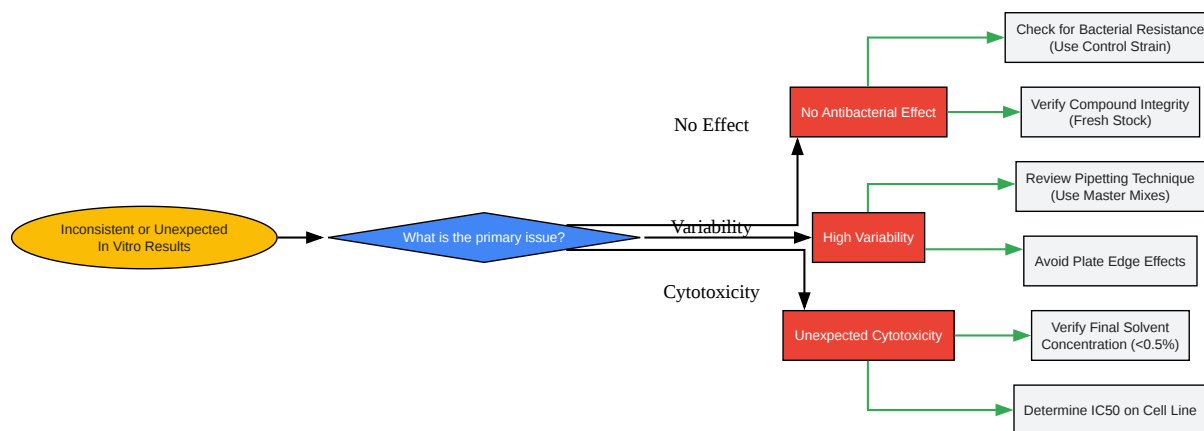 Inconsistent or Unexpected
In Vitro Results
What is the primary issue?
No Effect
Variability
Cytotoxicity
No Antibacterial Effect
High Variability
Unexpected Cytotoxicity
Check for Bacterial Resistance
(Use Control Strain)
Verify Compound Integrity
(Fresh Stock)
Review Pipetting Technique
(Use Master Mixes)
Avoid Plate Edge Effects
Verify Final Solvent
Concentration (<0.5%)
Determine IC50 on Cell Line